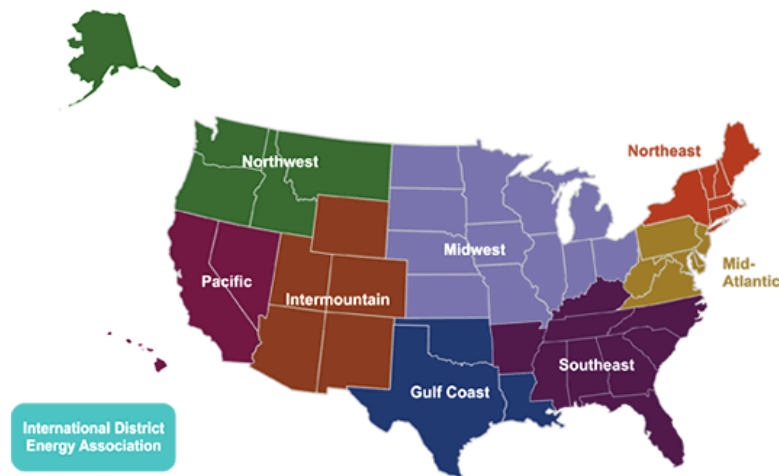 Northwest
Northeast
Midwest
Mid-
Atlantic
Pacific
Intermountain
Southeast
Gulf Coast
International District
Energy Association